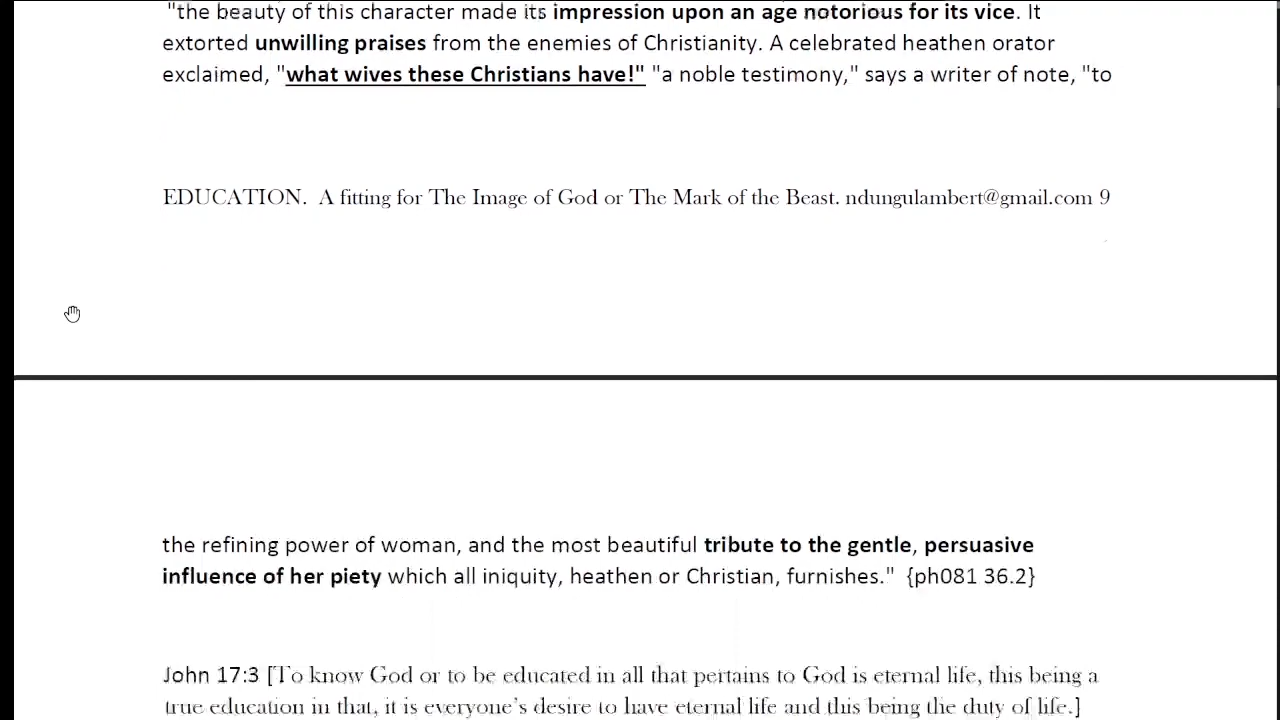 "the beauty of this character made its impression upon an age notorious for its vice. It
extorted unwilling praises from the enemies of Christianity. A celebrated heathen orator
exclaimed, "what wives these Christians have!" "a noble testimony," says a writer of note, "to
EDUCATION.  A fitting for The Image of God or The Mark of the Beast. ndungulambert@gmail.com 9
the refining power of woman, and the most beautiful tribute to the gentle, persuasive
influence of her piety which all iniquity, heathen or Christian, furnishes."  {ph081 36.2}
John 17:3 [To know God or to be educated in all that pertains to God is eternal life, this being a
true education in that, it is everyone's desire to have eternal life and this being the duty of life.]